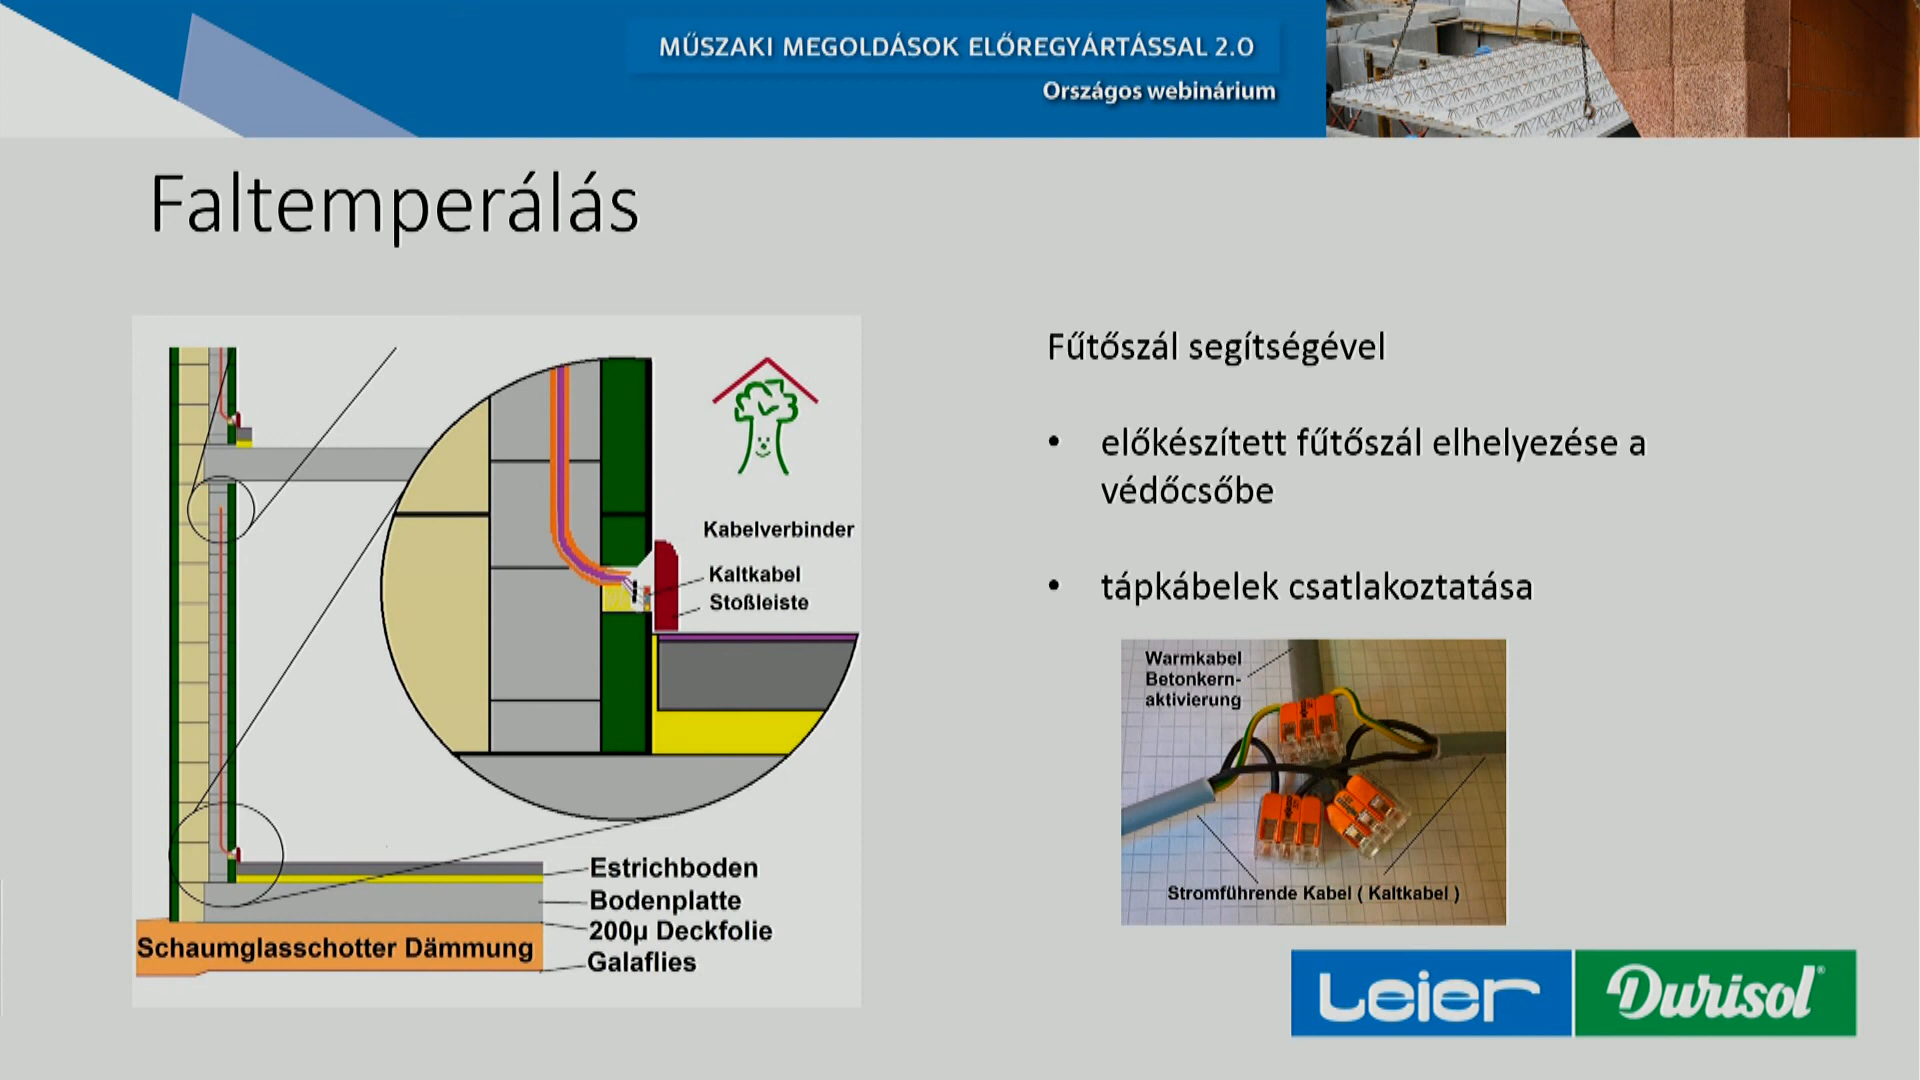 MŰSZAKI MEGOLDÁSOK ELŐREGYÁRTÁSSAL 2.0
Országos webinárium
Faltemperálás
Kabelverbinder
Kaltkabel
Stoßleiste
Estrichboden
Bodenplatte
200µ Deckfolie
Galaflies
Schaumglasschotter Dämmung
Fűtőszál segítségével
• előkészített fűtőszál elhelyezése a
védőcsőbe
• tápkábelek csatlakoztatása
Warmkabel
Betonkern-
aktivierung
Stromführende Kabel ( Kaltkabel )
Leier
Durisol®